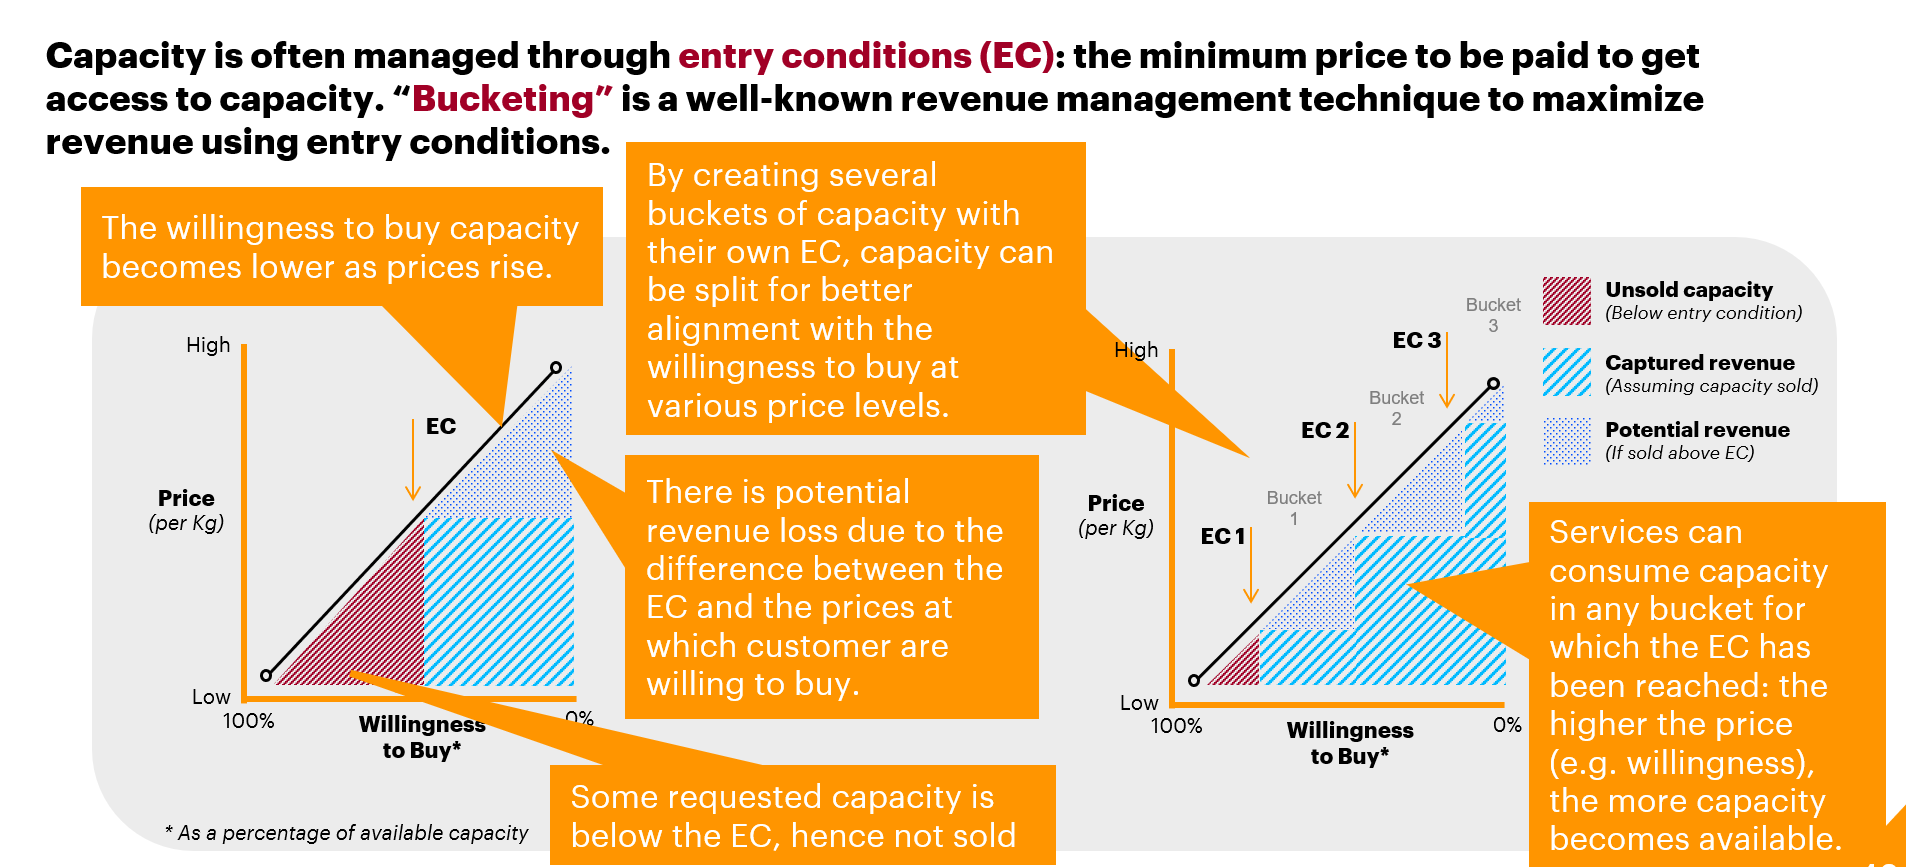 Capacity is often managed through entry conditions (EC): the minimum price to be paid to get
access to capacity. “Bucketing” is a well-known revenue management technique to maximize
revenue using entry conditions.
The willingness to buy capacity
becomes lower as prices rise.
High
EC
Price
(per Kg)
Low
100%
Willingness
to Buy*
0%
* As a percentage of available capacity
By creating several
buckets of capacity with
their own EC, capacity can
be split for better
alignment with the
willingness to buy at
various price levels.
There is potential
revenue loss due to the
difference between the
EC and the prices at
which customer are
willing to buy.
Some requested capacity is
below the EC, hence not sold
High
Price
(per Kg)
Low
EC 1
Bucket
1
EC 2
Bucket
2
EC 3
Bucket
3
100%
Willingness
to Buy*
0%
Unsold capacity
(Below entry condition)
Captured revenue
(Assuming capacity sold)
Potential revenue
(If sold above EC)
Services can
consume capacity
in any bucket for
which the EC has
been reached: the
higher the price
(e.g. willingness),
the more capacity
becomes available.